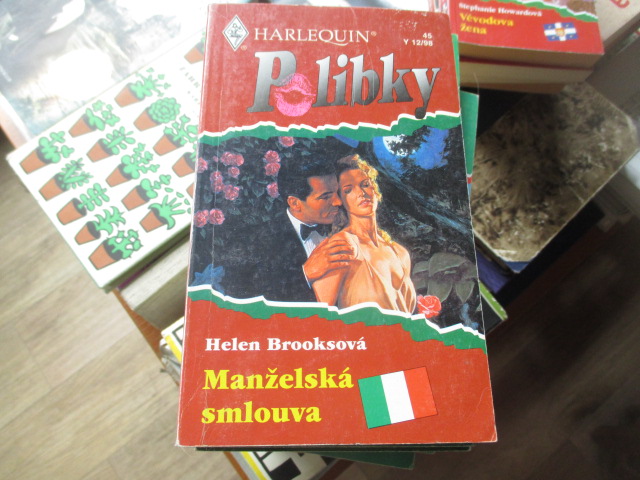 HARLEQUIN®
45
Y 12/98
Polibky
Helen Brooksová
Manželská
smlouva
Stephanie Howardová
Vévodova
žena